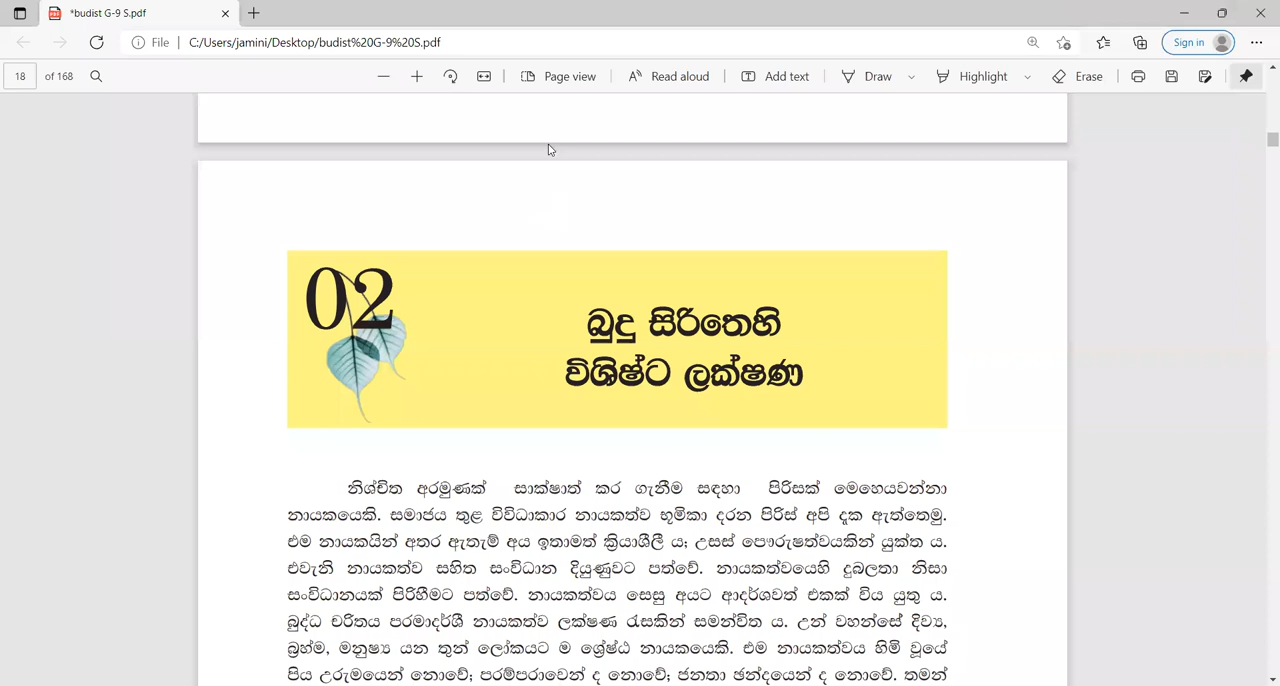 *budist G-9 S.pdf
File
C:/Users/jamini/Desktop/budist%20G-9%20S.pdf
Sign in
18 of 168
Page view
Read aloud
Add text
Draw
Highlight
Erase
02
බුදු සිරිතෙහි
විශිෂ්ට ලක්ෂණ
නිශ්චිත අරමුණක් සාක්ෂාත් කර ගැනීම සඳහා පිරිසක් මෙහෙයවන්නා
නායකයෙකි. සමාජය තුළ විවිධාකාර නායකත්ව භූමිකා දරන පිරිස් අපි දැක ඇත්තෙමු.
එම නායකයින් අතර ඇතැම් අය ඉතාමත් ක්‍රියාශීලී ය; උසස් පෞරුෂත්වයකින් යුක්ත ය.
එවැනි නායකත්ව සහිත සංවිධාන දියුණුවට පත්වේ. නායකත්වයෙහි දුබලතා නිසා
සංවිධානයක් පිරිහීමට පත්වේ. නායකත්වය සෙසු අයට ආදර්ශවත් එකක් විය යුතු ය.
බුද්ධ චරිතය පරමාදර්ශී නායකත්ව ලක්ෂණ රැසකින් සමන්විත ය. උන් වහන්සේ දිව්‍ය,
බ්‍රහ්ම, මනුෂ්‍ය යන තුන් ලෝකයට ම ශ්‍රේෂ්ඨ නායකයෙකි. එම නායකත්වය හිමි වූයේ
පිය උරුමයෙන් නොවේ; පරම්පරාවෙන් ද නොවේ; ජනතා ඡන්දයෙන් ද නොවේ. තමන්